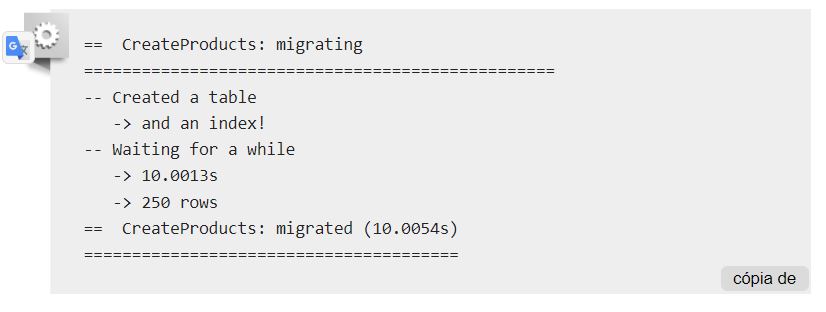 ==  CreateProducts: migrating
=================================================
-- Created a table
   -> and an index!
-- Waiting for a while
   -> 10.0013s
   -> 250 rows
==  CreateProducts: migrated (10.0054s)
=======================================
cópia de